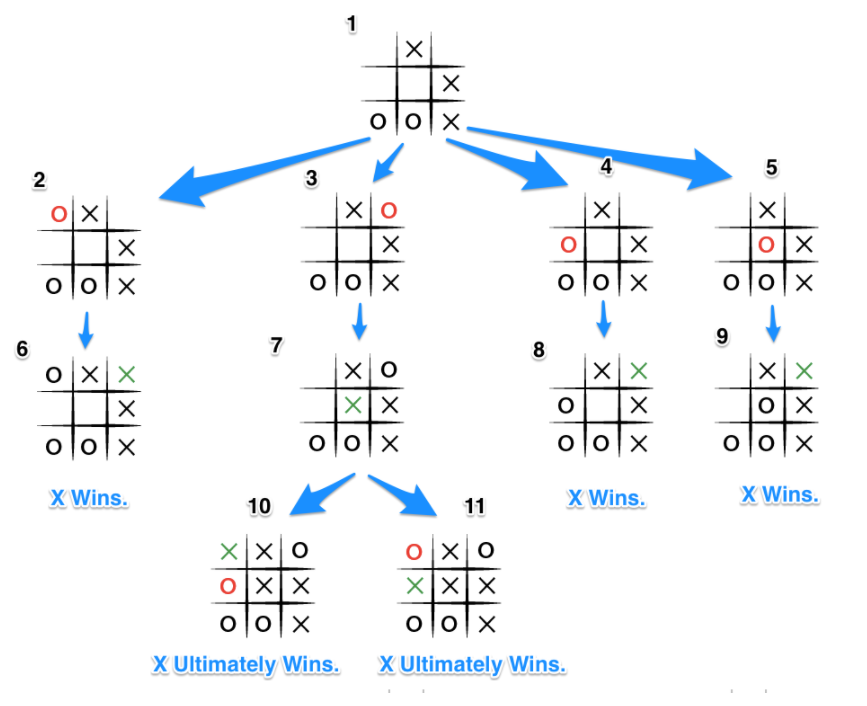 1
X
X
O O X
2 3 4 5
O X
X
O O X
X O
X
O O X
X
O X
O O X
X
O X
O O X
6 7 8 9
O X X
X
O O X
X O
X X
O O X
X X
O X
O O X
X X
O X
O O X
X Wins.
X Wins.
X Wins.
10 11
X X O
O X X
O O X
O X O
X X X
O O X
X Ultimately Wins.
X Ultimately Wins.